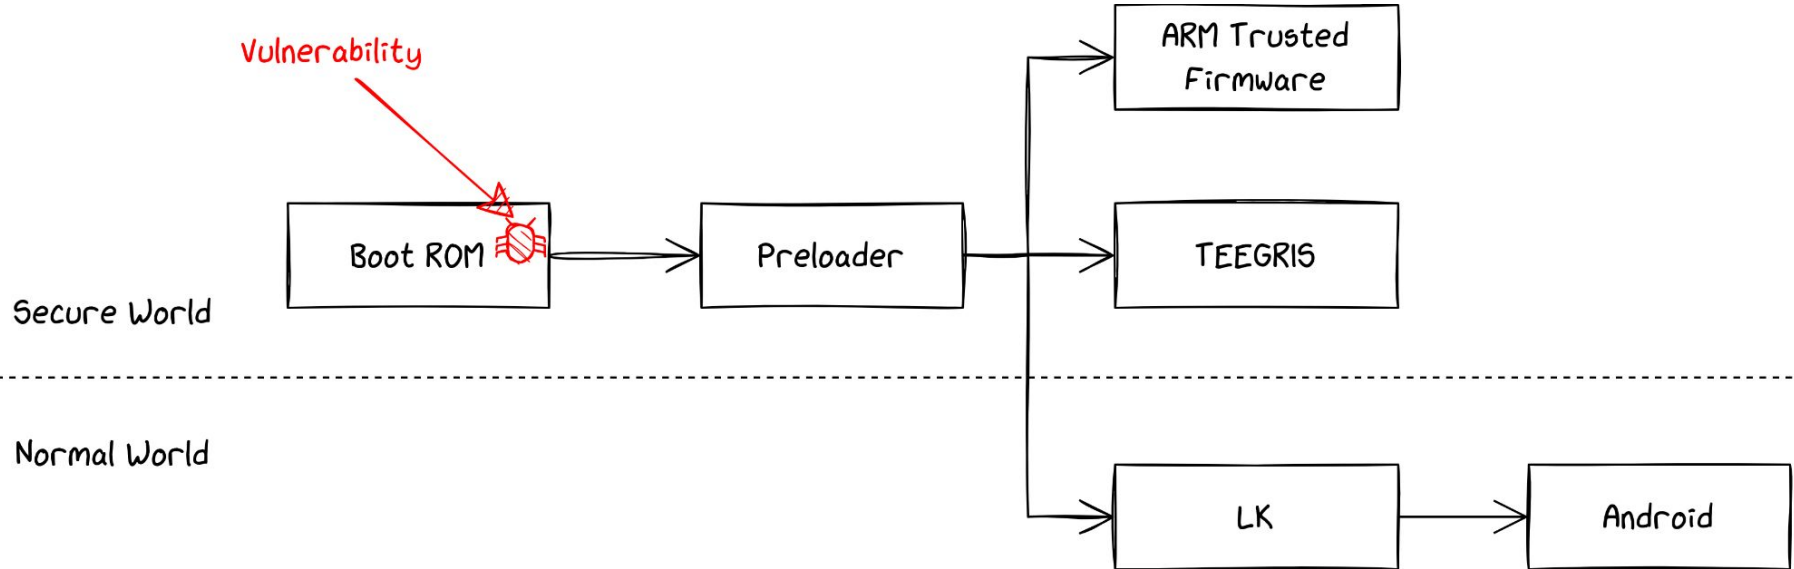 Vulnerability
ARM Trusted
Firmware
Boot ROM
Preloader
TEEGRIS
Secure World
Normal World
LK
Android